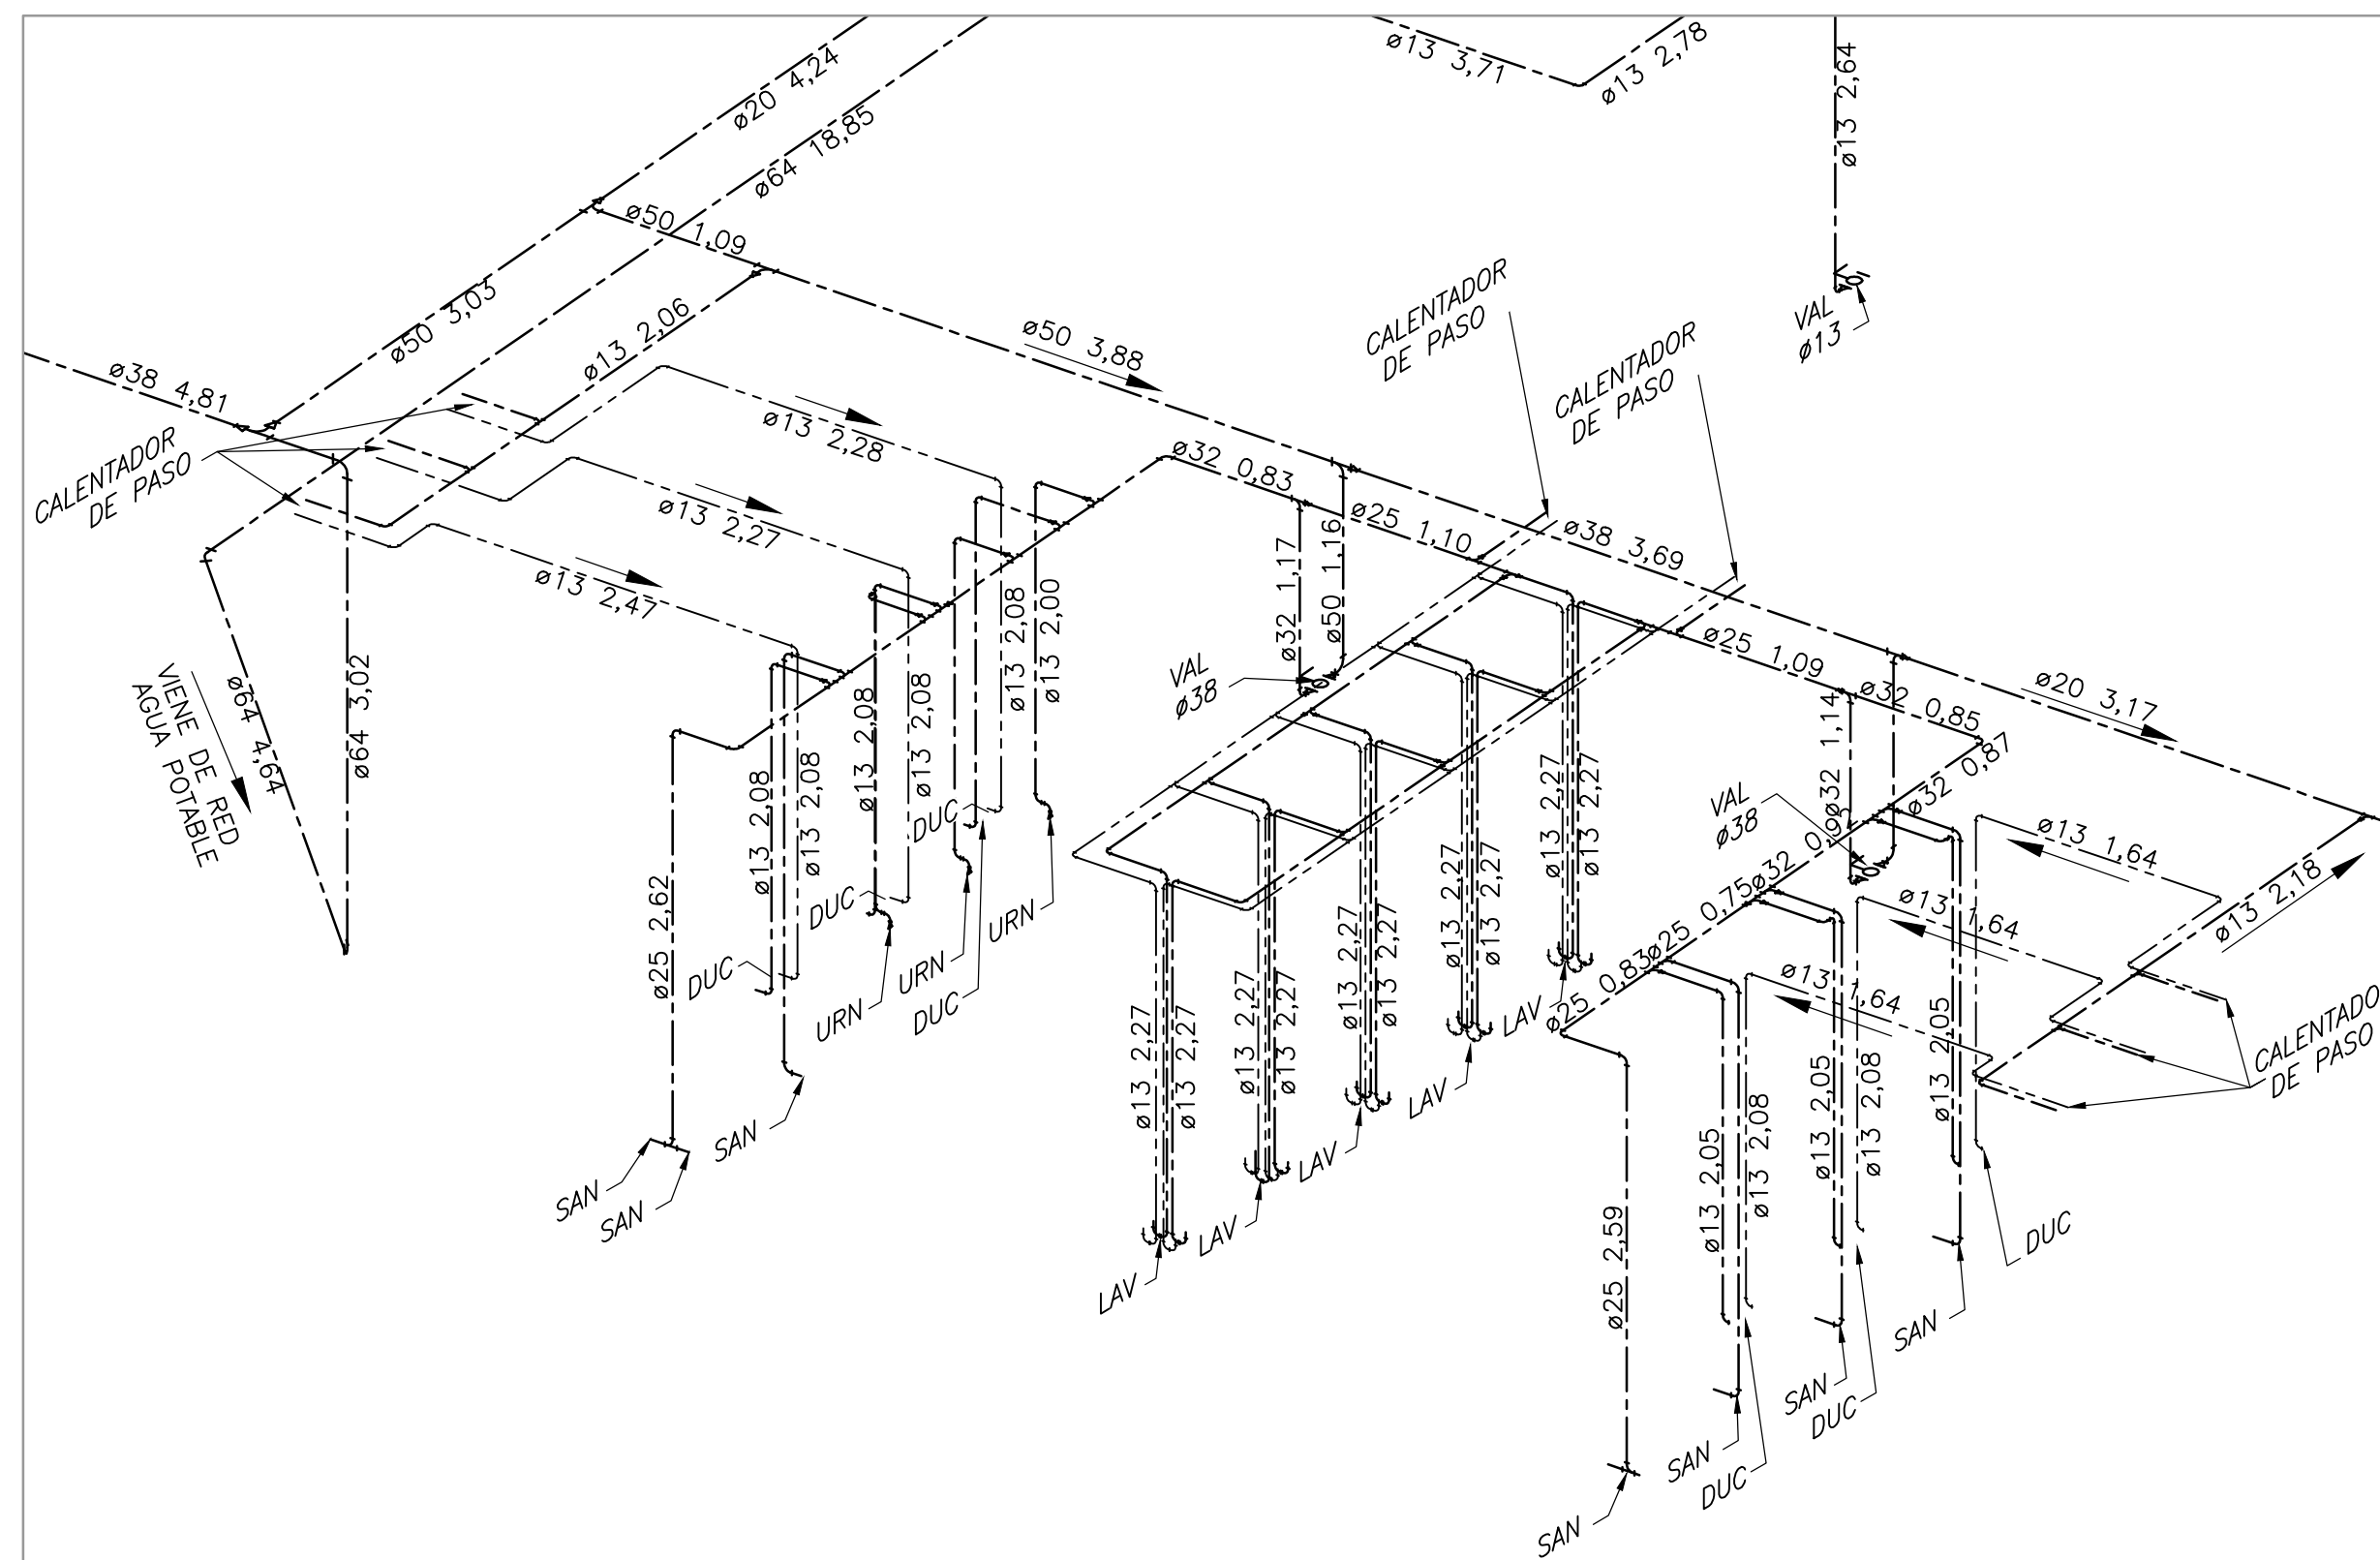 ø13 3,71
ø13 2,78
ø13 2,64
ø20 4,24
ø64 18,85
ø50 1,09
ø50 3,03
ø13 2,06
ø38 4,81
ø50 3,88
CALENTADOR
DE PASO
CALENTADOR
DE PASO
VAL
ø13
CALENTADOR
DE PASO
ø13 2,28
ø13 2,27
ø13 2,47
ø32 0,83
ø25 1,10
ø38 3,69
ø32 1,17
ø50 1,16
VAL
ø38
ø25 1,09
ø20 3,17
ø32 0,85
ø32 0,87
ø32 1,14
VAL
ø38
VIENE DE RED
AGUA POTABLE
ø64 4,64
ø64 3,02
ø25 2,62
ø13 2,08
ø13 2,08
ø13 2,08
ø13 2,08
ø13 2,08
ø13 2,00
DUC
DUC
DUC
URN
URN
URN
DUC
SAN
SAN
SAN
ø13 2,27
ø13 2,27
ø13 2,27
ø13 2,27
ø13 2,27
ø13 2,27
ø13 2,27
ø13 2,27
ø13 2,27
ø13 2,27
LAV
LAV
LAV
LAV
LAV
ø25 0,83
ø25 0,75
ø32 0,93
ø13 1,64
ø13 1,64
ø13 1,64
ø13 2,18
CALENTADO
DE PASO
ø25 2,59
ø13 2,05
ø13 2,08
ø13 2,05
ø13 2,08
ø13 2,05
DUC
SAN
SAN
DUC
SAN
DUC
SAN